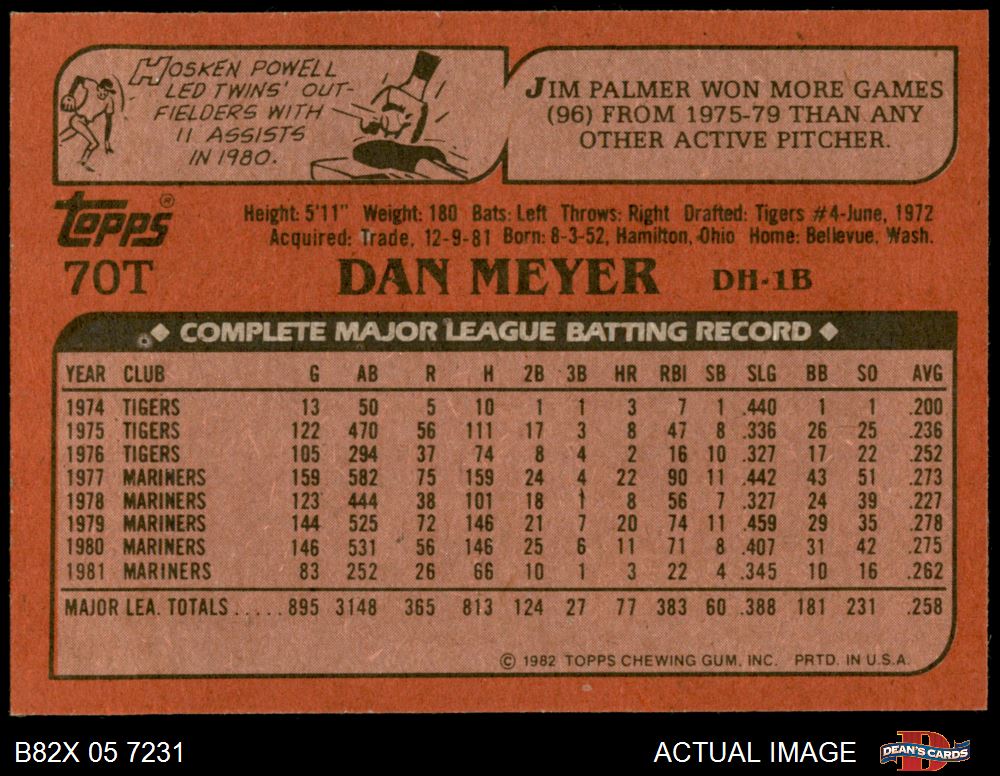 HOSKEN POWELL
LED TWINS' OUT-
FIELDERS WITH
11 ASSISTS
IN 1980.
JIM PALMER WON MORE GAMES
(96) FROM 1975-79 THAN ANY
OTHER ACTIVE PITCHER.
TOPPS®
Height: 5'11" Weight: 180 Bats: Left Throws: Right Drafted: Tigers #4-June, 1972
Acquired: Trade, 12-9-81 Born: 8-3-52, Hamilton, Ohio Home: Bellevue, Wash.
70T DAN MEYER DH-1B
◆ COMPLETE MAJOR LEAGUE BATTING RECORD ◆
YEAR CLUB G AB R H 2B 3B HR RBI SB SLG BB SO AVG
1974 TIGERS 13 50 5 10 1 1 3 7 1 .440 1 1 .200
1975 TIGERS 122 470 56 111 17 3 8 47 8 .336 26 25 .236
1976 TIGERS 105 294 37 74 8 4 2 16 10 .327 17 22 .252
1977 MARINERS 159 582 75 159 24 4 22 90 11 .442 43 51 .273
1978 MARINERS 123 444 38 101 18 1 8 56 7 .327 24 39 .227
1979 MARINERS 144 525 72 146 21 7 20 74 11 .459 29 35 .278
1980 MARINERS 146 531 56 146 25 6 11 71 8 .407 31 42 .275
1981 MARINERS 83 252 26 66 10 1 3 22 4 .345 10 16 .262
MAJOR LEA. TOTALS.....895 3148 365 813 124 27 77 383 60 .388 181 231 .258
© 1982 TOPPS CHEWING GUM, INC. PRTD. IN U.S.A.
B82X 05 7231 ACTUAL IMAGE DEAN'S CARDS